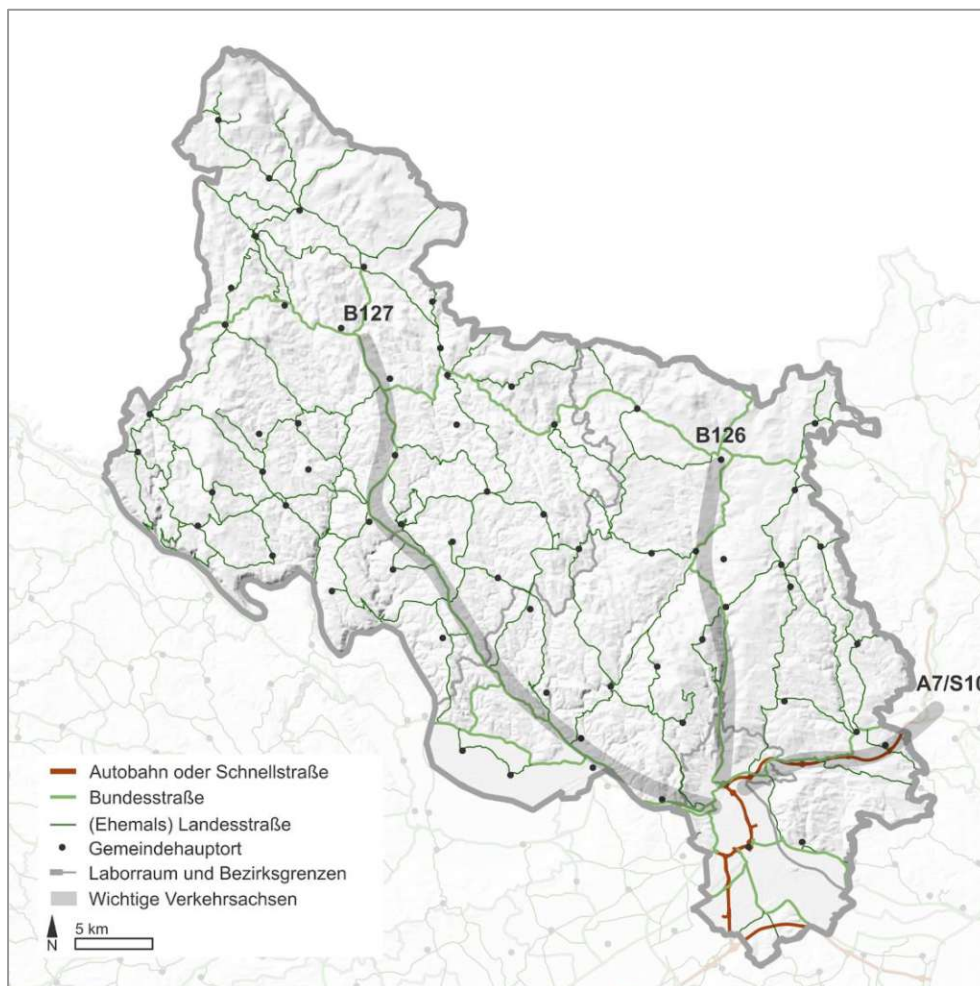 B127
B126
A7/S10
Autobahn oder Schnellstraße
Bundesstraße
(Ehemals) Landesstraße
Gemeindehauptort
Laborraum und Bezirksgrenzen
Wichtige Verkehrsachsen
N
5 km